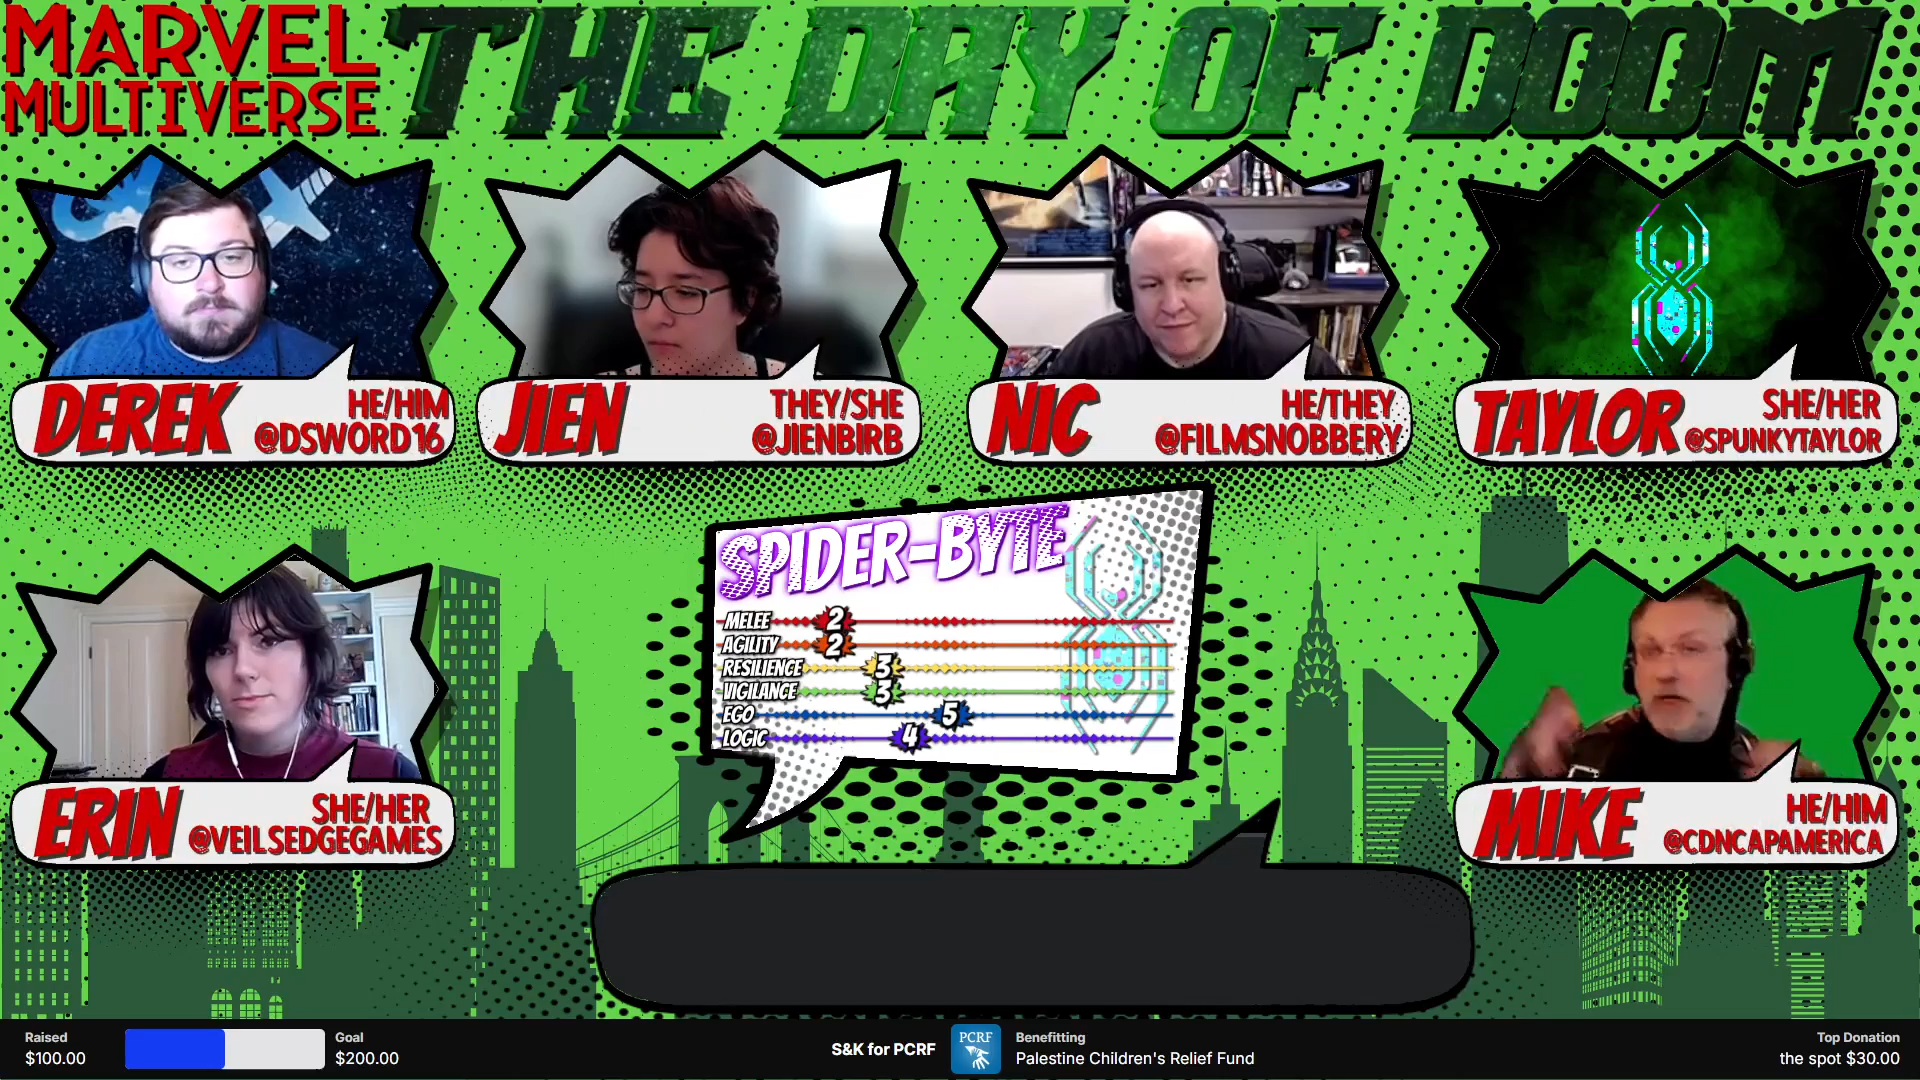 MARVEL
MULTIVERSE
THE DAY OF DOOM
DEREK
HE/HIM
@DSWORD16
JIEN
THEY/SHE
@JIENBIRB
NIC
HE/THEY
@FILMSNOBBERY
TAYLOR
SHE/HER
@SPUNKYTAYLOR
SPIDER-BYTE
MELEE 2
AGILITY 2
RESILIENCE 3
VIGILANCE 3
EGO 5
LOGIC 4
ERIN
SHE/HER
@VEILSEDGEGAMES
MIKE
HE/HIM
@CDNCAPAMERICA
Raised
$100.00
Goal
$200.00
S&K for PCRF
PCRF
Benefitting
Palestine Children's Relief Fund
Top Donation
the spot $30.00